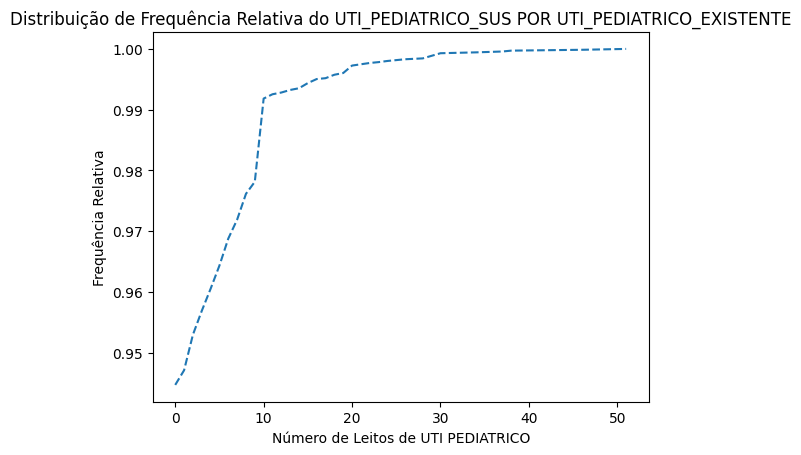 Distribuição de Frequência Relativa do UTI_PEDIATRICO_SUS POR UTI_PEDIATRICO_EXISTENTE
1.00
0.99
0.98
0.97
0.96
0.95
Frequência Relativa
0 10 20 30 40 50
Número de Leitos de UTI PEDIATRICO